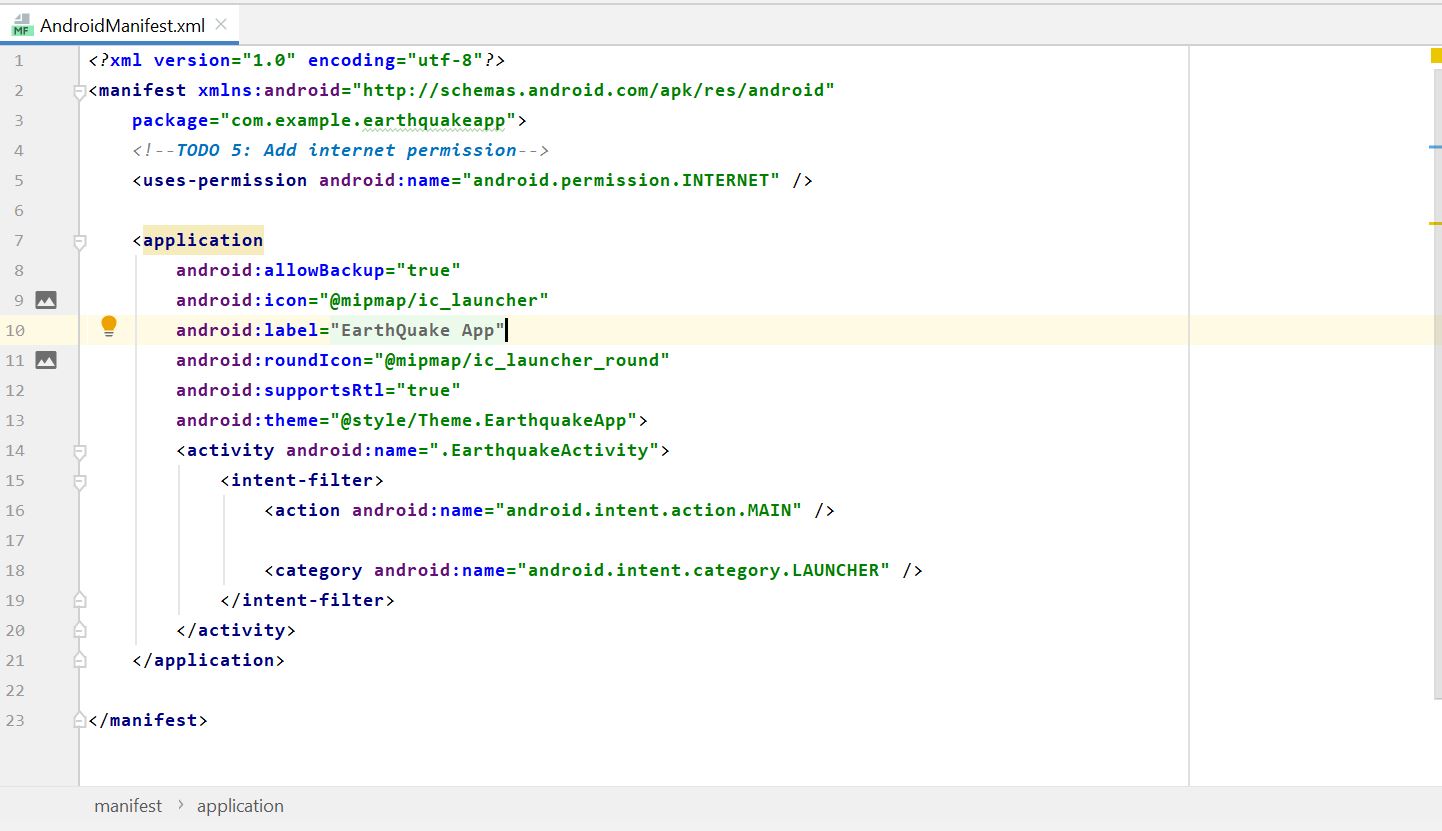 MF AndroidManifest.xml
1 <?xml version="1.0" encoding="utf-8"?>
2 <manifest xmlns:android="http://schemas.android.com/apk/res/android"
3     package="com.example.earthquakeapp">
4     <!--TODO 5: Add internet permission-->
5     <uses-permission android:name="android.permission.INTERNET" />
6
7     <application
8         android:allowBackup="true"
9         android:icon="@mipmap/ic_launcher"
10         android:label="EarthQuake App"
11         android:roundIcon="@mipmap/ic_launcher_round"
12         android:supportsRtl="true"
13         android:theme="@style/Theme.EarthquakeApp">
14         <activity android:name=".EarthquakeActivity">
15             <intent-filter>
16                 <action android:name="android.intent.action.MAIN" />
17
18                 <category android:name="android.intent.category.LAUNCHER" />
19             </intent-filter>
20         </activity>
21     </application>
22
23 </manifest>
manifest › application